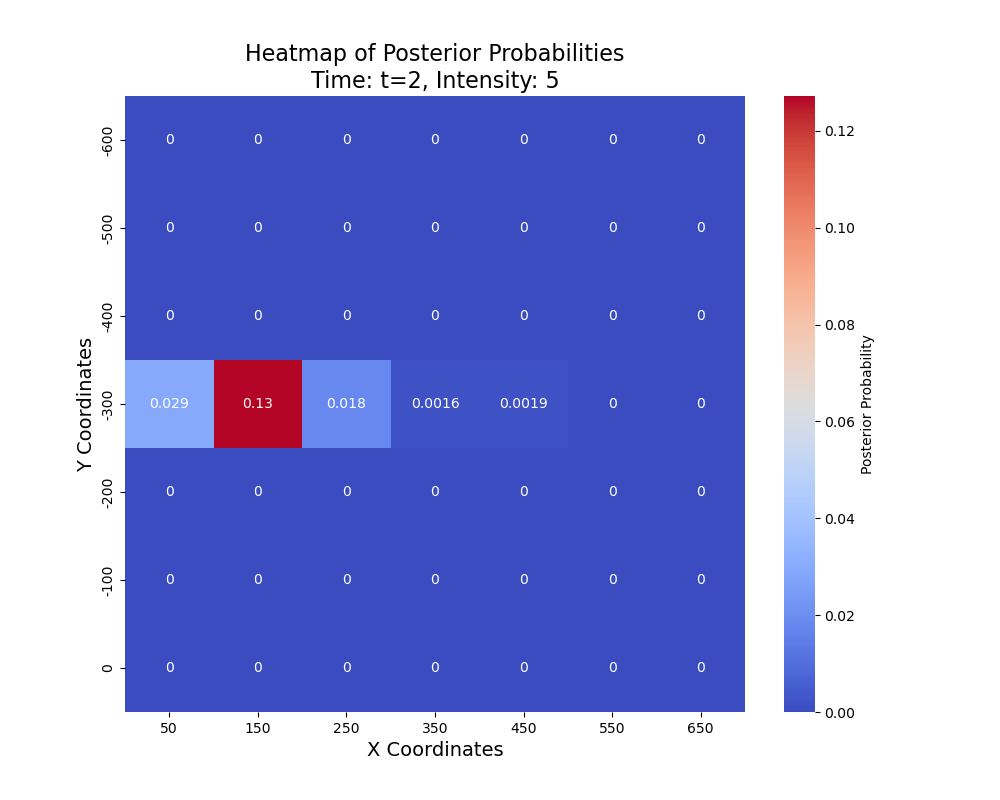 Heatmap of Posterior Probabilities
Time: t=2, Intensity: 5
-600 0 0 0 0 0 0 0
-500 0 0 0 0 0 0 0
-400 0 0 0 0 0 0 0
-300 0.029 0.13 0.018 0.0016 0.0019 0 0
-200 0 0 0 0 0 0 0
-100 0 0 0 0 0 0 0
0 0 0 0 0 0 0 0
50 150 250 350 450 550 650
X Coordinates
Y Coordinates
0.12
0.10
0.08
0.06
0.04
0.02
0.00
Posterior Probability